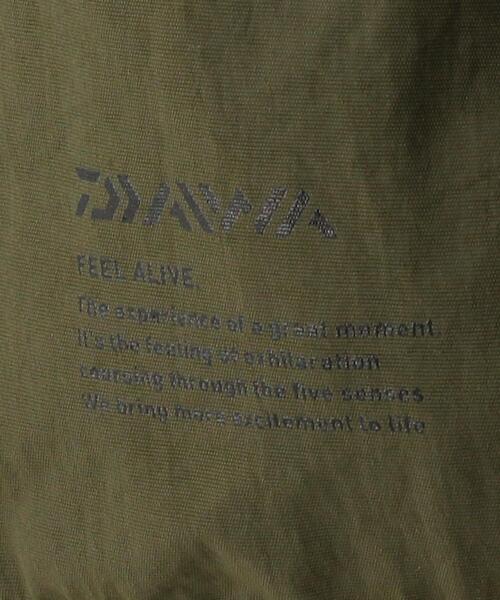 DAIWA
FEEL ALIVE.
The experience of a great moment.
It's the feeling of exhilaration
coursing through the five senses
We bring more excitement to life